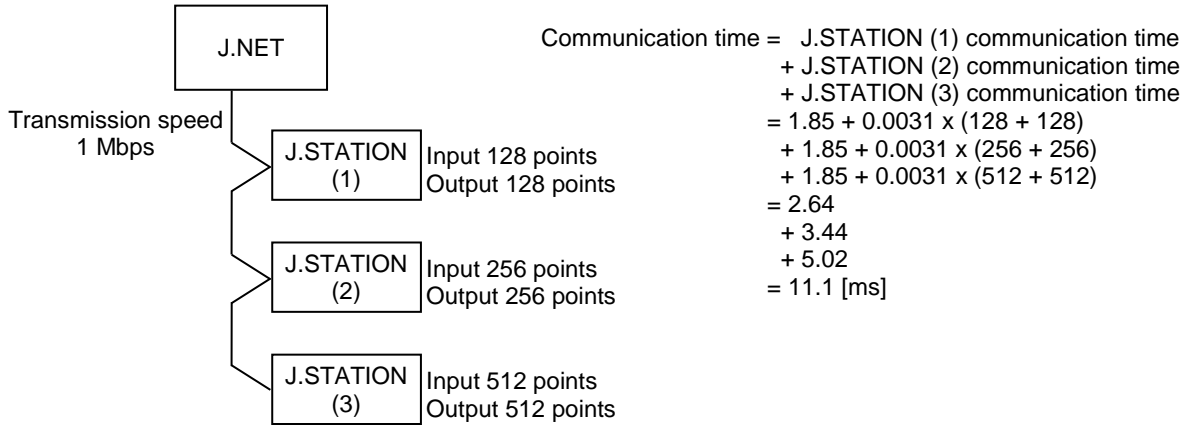 J.NET
Transmission speed
1 Mbps
J.STATION
(1)
Input 128 points
Output 128 points
J.STATION
(2)
Input 256 points
Output 256 points
J.STATION
(3)
Input 512 points
Output 512 points
Communication time = J.STATION (1) communication time
+ J.STATION (2) communication time
+ J.STATION (3) communication time
= 1.85 + 0.0031 x (128 + 128)
+ 1.85 + 0.0031 x (256 + 256)
+ 1.85 + 0.0031 x (512 + 512)
= 2.64
+ 3.44
+ 5.02
= 11.1 [ms]